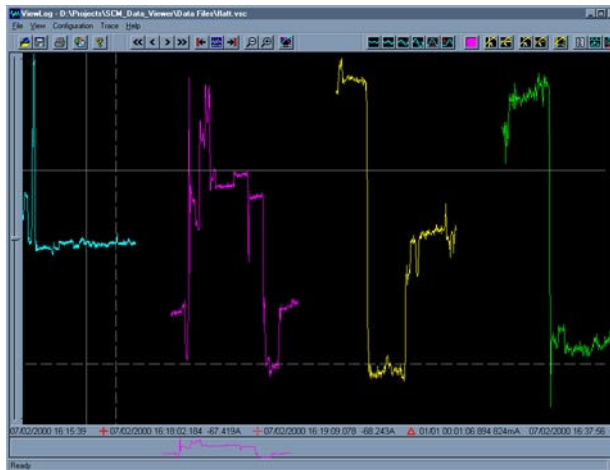 ViewLog - D:\Projects\SCM_Data_Viewer\Data Files\flatt.vsc
File View Configuration Trace Help
07/02/2000 16:15:39 07/02/2000 16:18:02.184 -67.419A 07/02/2000 16:19:09.078 -68.243A 01/01 00:01:06.894 824mA 07/02/2000 16:37:56
Ready